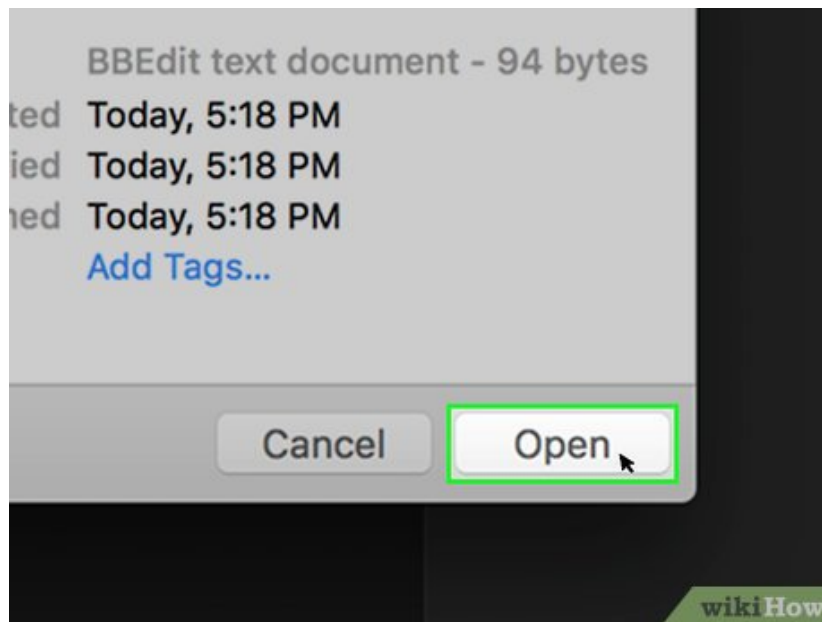 BBEdit text document - 94 bytes
ted Today, 5:18 PM
ied Today, 5:18 PM
ned Today, 5:18 PM
Add Tags...
Cancel Open
wikiHow